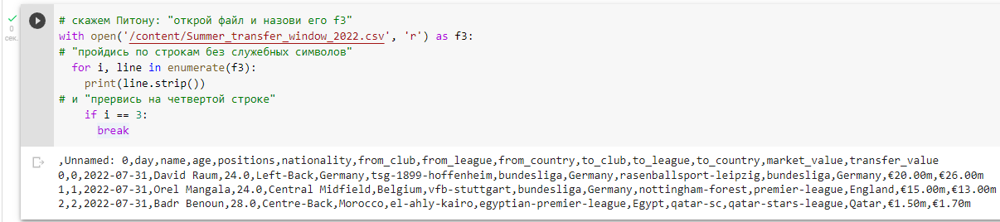 # скажем Питону: "открой файл и назови его f3"
with open('/content/Summer_transfer_window_2022.csv', 'r') as f3:
# "пройдись по строкам без служебных символов"
  for i, line in enumerate(f3):
    print(line.strip())
# и "прервись на четвертой строке"
    if i == 3:
      break
0
сек.
,Unnamed: 0,day,name,age,positions,nationality,from_club,from_league,from_country,to_club,to_league,to_country,market_value,transfer_value
0,0,2022-07-31,David Raum,24.0,Left-Back,Germany,tsg-1899-hoffenheim,bundesliga,Germany,rasenballsport-leipzig,bundesliga,Germany,€20.00m,€26.00m
1,1,2022-07-31,Orel Mangala,24.0,Central Midfield,Belgium,vfb-stuttgart,bundesliga,Germany,nottingham-forest,premier-league,England,€15.00m,€13.00m
2,2,2022-07-31,Badr Benoun,28.0,Centre-Back,Morocco,el-ahly-kairo,egyptian-premier-league,Egypt,qatar-sc,qatar-stars-league,Qatar,€1.50m,€1.70m